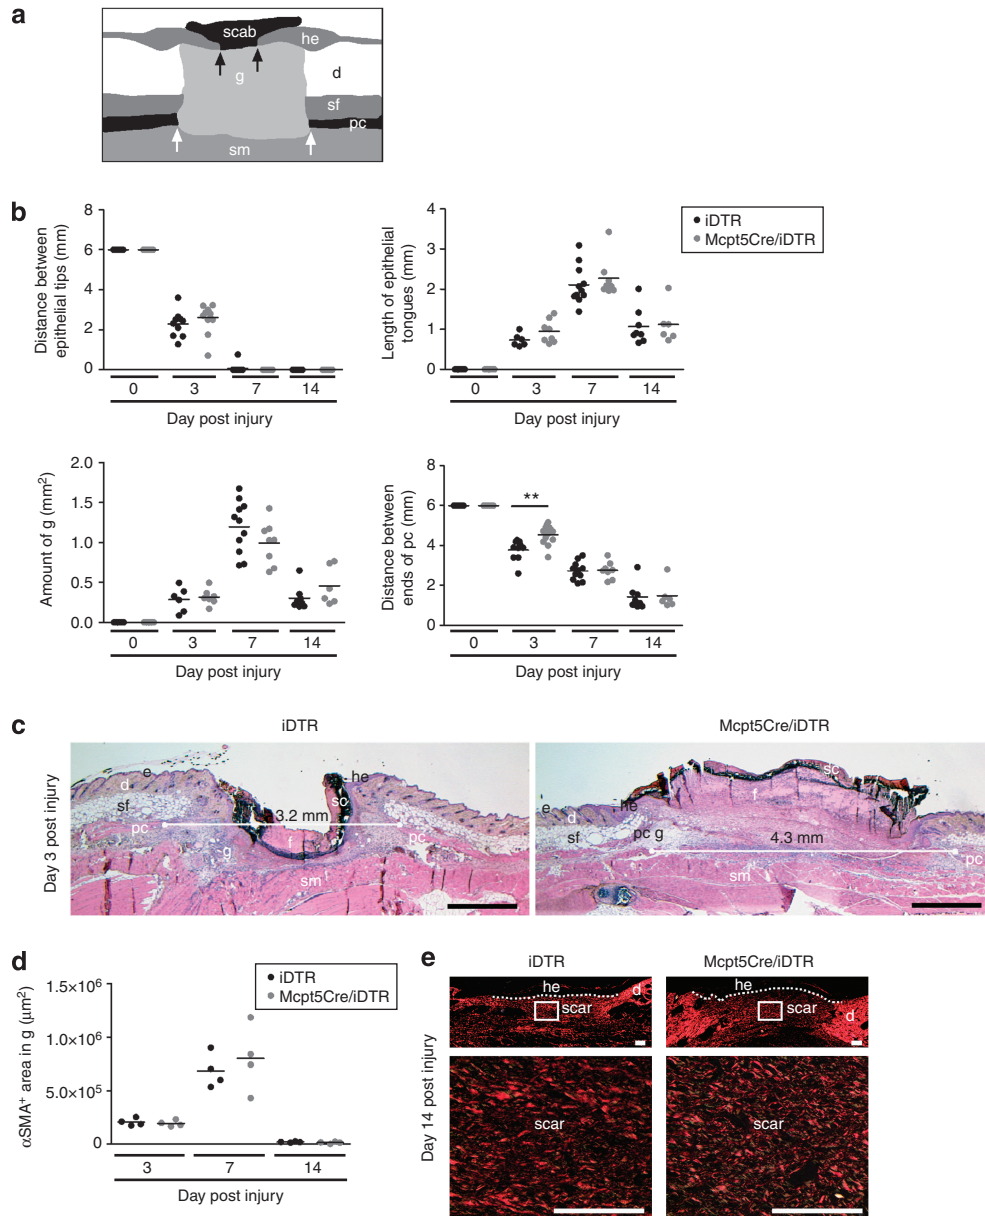 a
scab
he
g
d
sf
pc
sm
b
iDTR
Mcpt5Cre/iDTR
Distance between
epithelial tips (mm)
8
6
4
2
0
0 3 7 14
Day post injury
Length of epithelial
tongues (mm)
4
3
2
1
0
0 3 7 14
Day post injury
Amount of g (mm²)
2.0
1.5
1.0
0.5
0.0
0 3 7 14
Day post injury
Distance between
ends of pc (mm)
8
6
4
2
0
**
0 3 7 14
Day post injury
c
iDTR
Mcpt5Cre/iDTR
Day 3 post injury
e
d
sf
pc
he
sc
3.2 mm
f
g
pc
sm
e
he
d
sf
pc g
sc
f
4.3 mm
pc
sm
d
iDTR
Mcpt5Cre/iDTR
αSMA⁺ area in g (μm²)
1.5×10⁶
1.0×10⁶
5.0×10⁵
0
3 7 14
Day post injury
e
iDTR
Mcpt5Cre/iDTR
Day 14 post injury
he
d
scar
he
d
scar
scar
scar